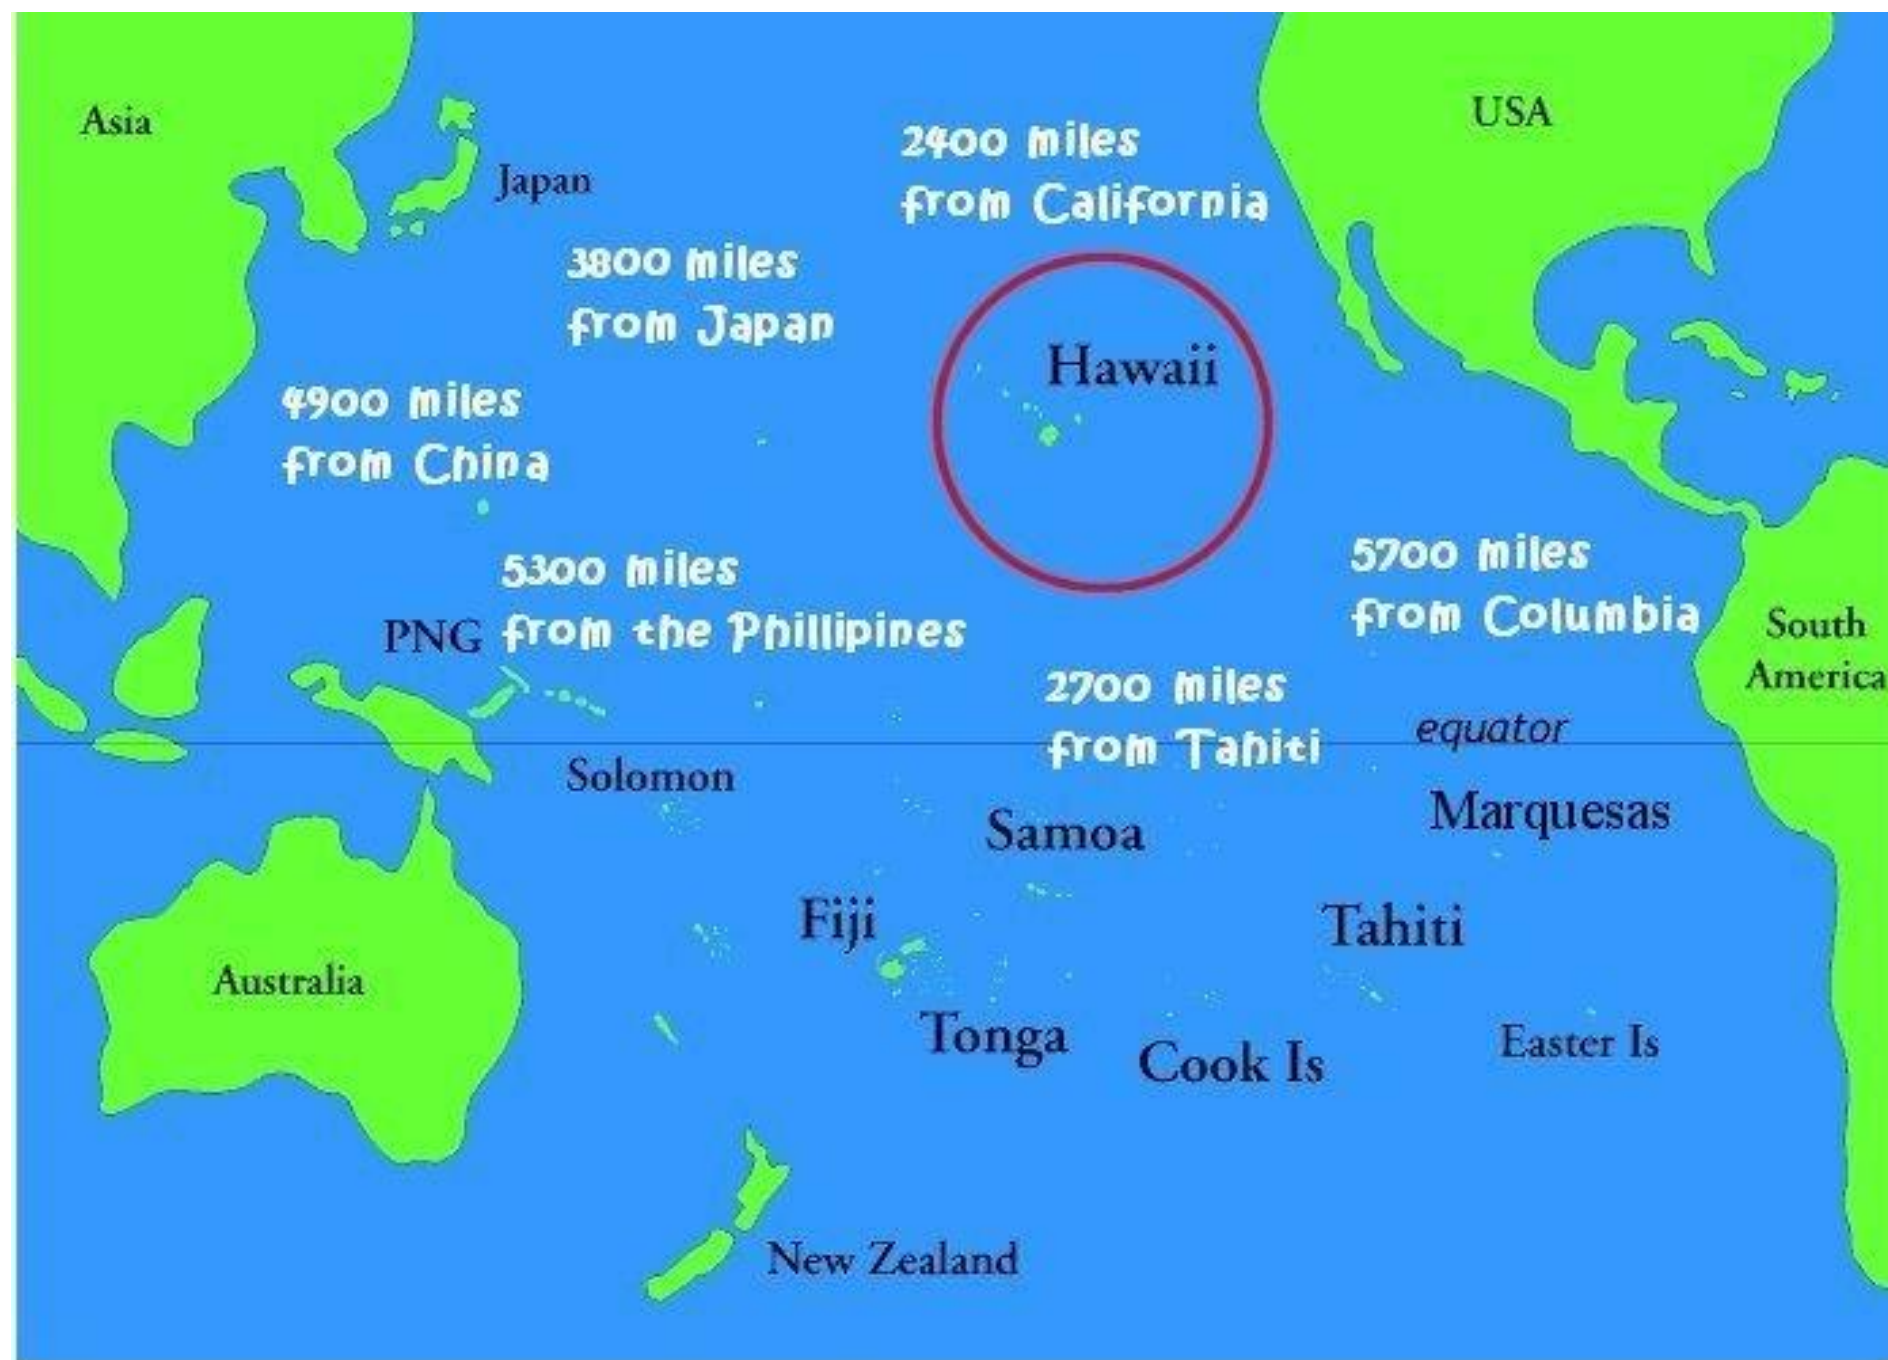 Asia
USA
2400 miles
from California
Japan
3800 miles
from Japan
Hawaii
4900 miles
from China
5300 miles
from the Phillipines
PNG
5700 miles
from Columbia
South
America
2700 miles
from Tahiti
equator
Solomon
Samoa
Marquesas
Fiji
Tahiti
Australia
Tonga
Cook Is
Easter Is
New Zealand